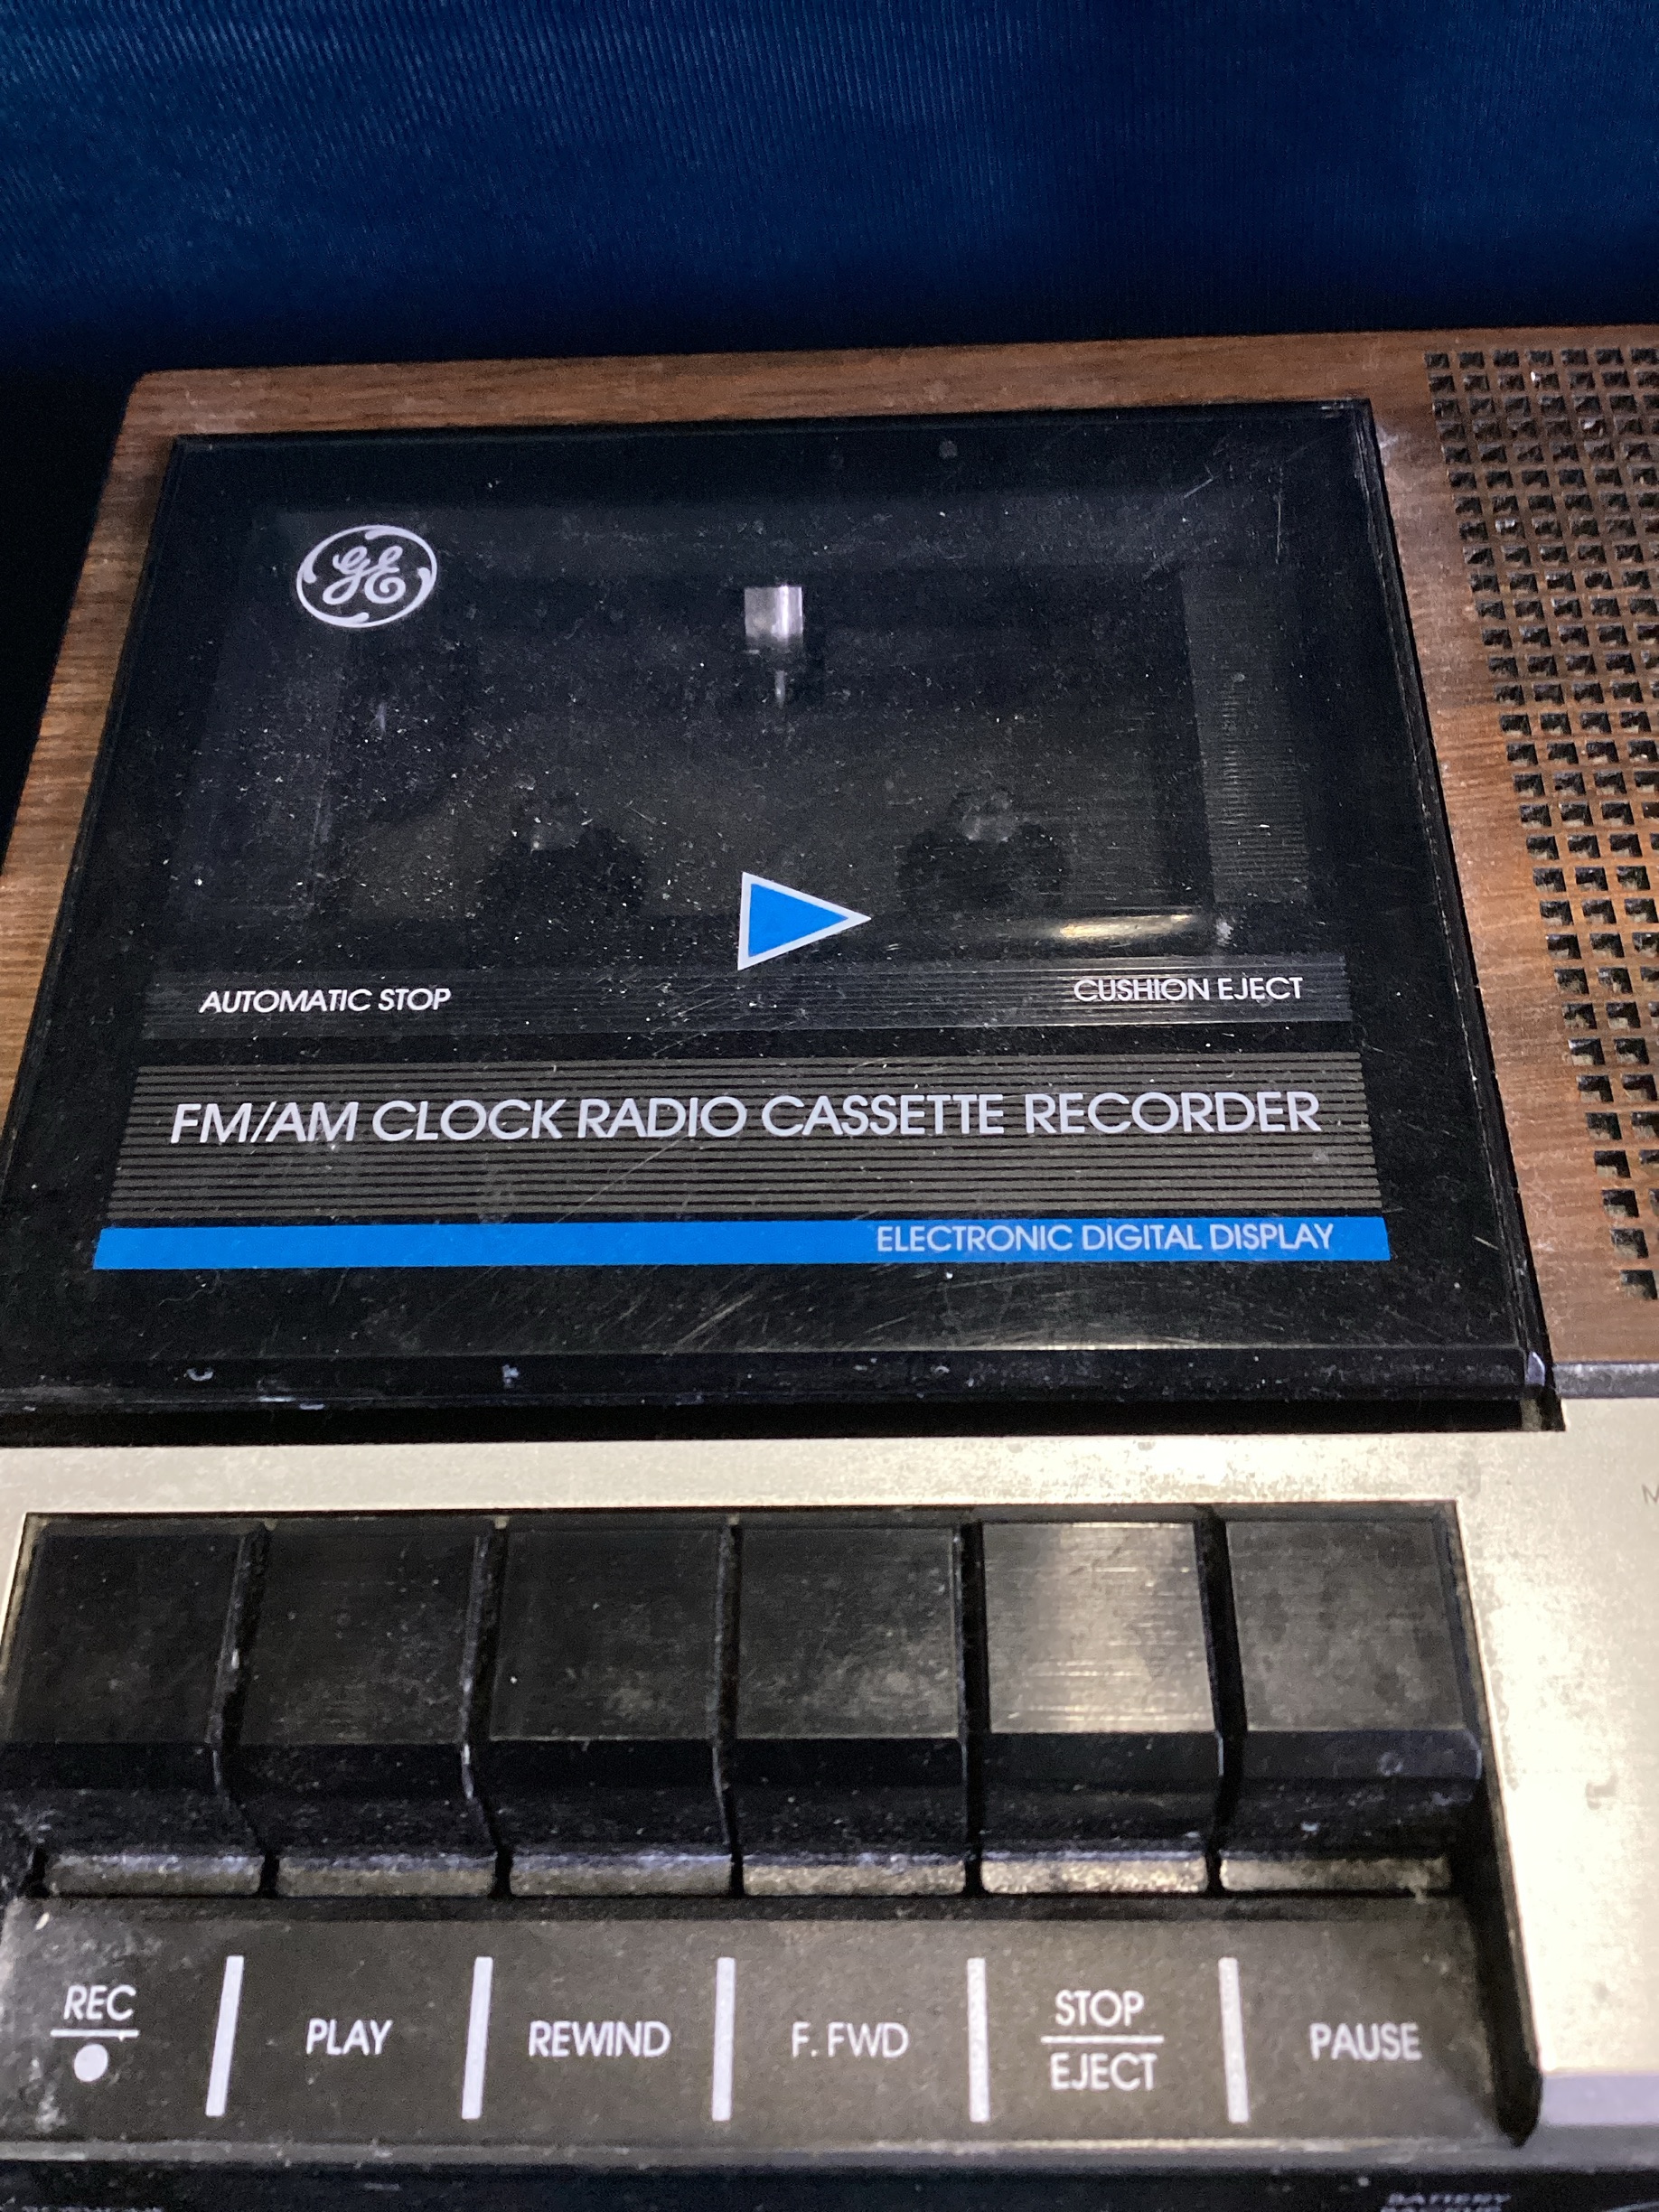 GE
AUTOMATIC STOP
CUSHION EJECT
FM/AM CLOCK RADIO CASSETTE RECORDER
ELECTRONIC DIGITAL DISPLAY
REC
PLAY
REWIND
F. FWD
STOP
EJECT
PAUSE
BATTERY